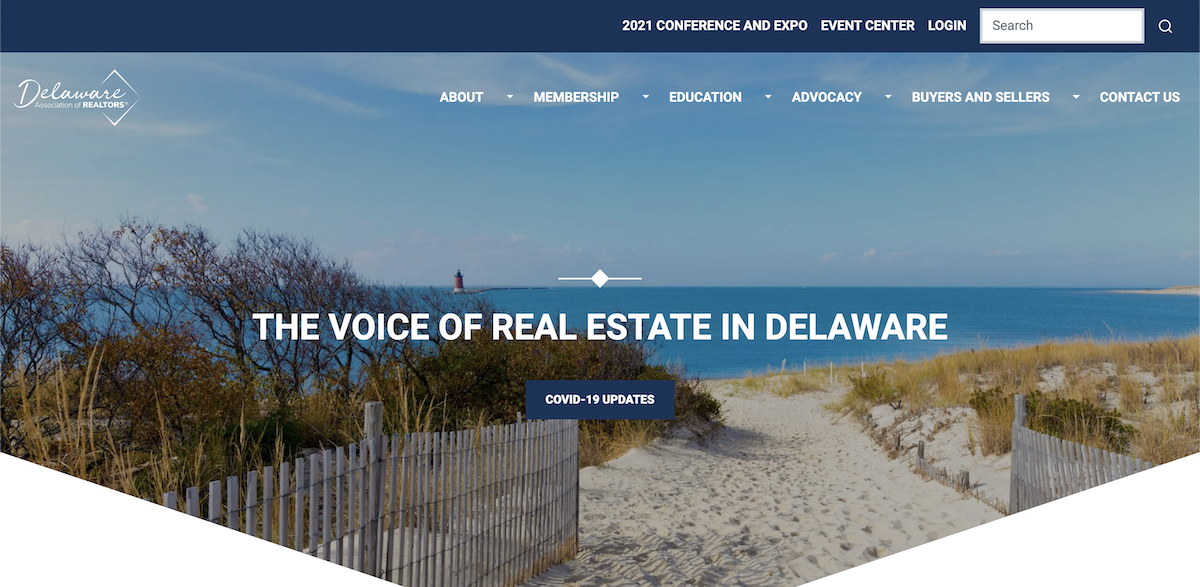 2021 CONFERENCE AND EXPO EVENT CENTER LOGIN Search
Delaware
Association of REALTORS®
ABOUT MEMBERSHIP EDUCATION ADVOCACY BUYERS AND SELLERS CONTACT US
THE VOICE OF REAL ESTATE IN DELAWARE
COVID-19 UPDATES